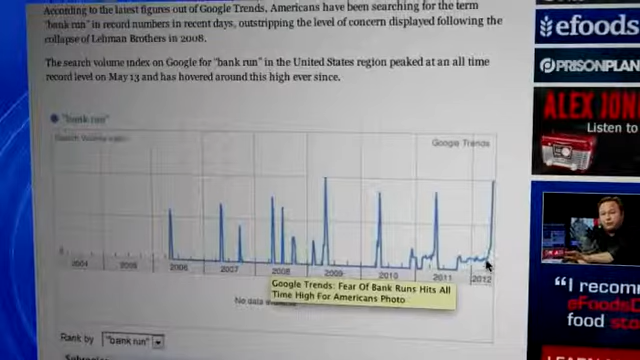 According to the latest figures out of Google Trends, Americans have been searching for the term
"bank run" in record numbers in recent days, outstripping the level of concern displayed following the
collapse of Lehman Brothers in 2008.
The search volume index on Google for "bank run" in the United States region peaked at an all time
record level on May 13 and has hovered around this high ever since.
"bank run"
Search Volume index
Google Trends
2004 2005 2006 2007 2008 2009 2010 2011 2012
Google Trends: Fear Of Bank Runs Hits All
Time High For Americans Photo
No data
Rank by "bank run"
efoods
PRISONPLAN
ALEX JON
Listen to
"I recom
eFoodsD
food sto